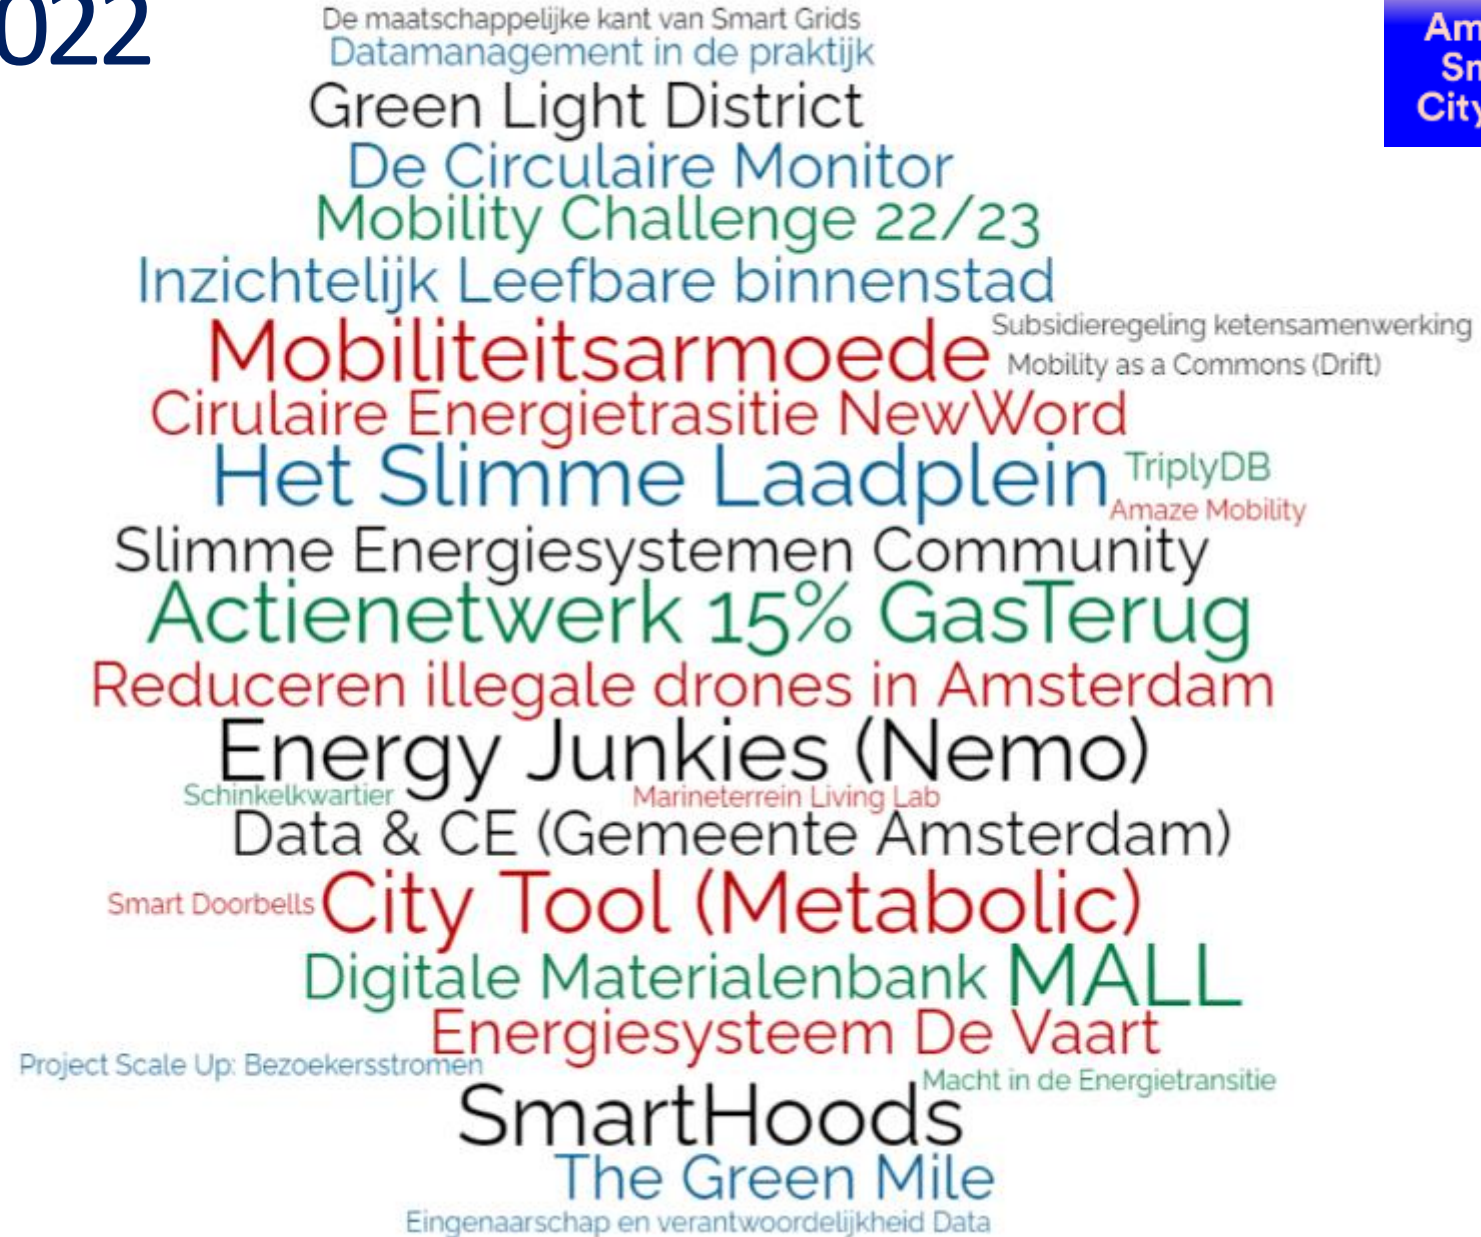 022
De maatschappelijke kant van Smart Grids
Datamanagement in de praktijk
Green Light District
De Circulaire Monitor
Mobility Challenge 22/23
Inzichtelijk Leefbare binnenstad
Mobiliteitsarmoede
Subsidieregeling ketensamenwerking
Mobility as a Commons (Drift)
Cirulaire Energietrasitie NewWord
Het Slimme Laadplein
TriplyDB
Amaze Mobility
Slimme Energiesystemen Community
Actienetwerk 15% GasTerug
Reduceren illegale drones in Amsterdam
Energy Junkies (Nemo)
Schinkelkwartier
Marineterrein Living Lab
Data & CE (Gemeente Amsterdam)
Smart Doorbells
City Tool (Metabolic)
Digitale Materialenbank
MALL
Energiesysteem De Vaart
Project Scale Up: Bezoekersstromen
Macht in de Energietransitie
SmartHoods
The Green Mile
Eingenaarschap en verantwoordelijkheid Data
Am
Sm
City